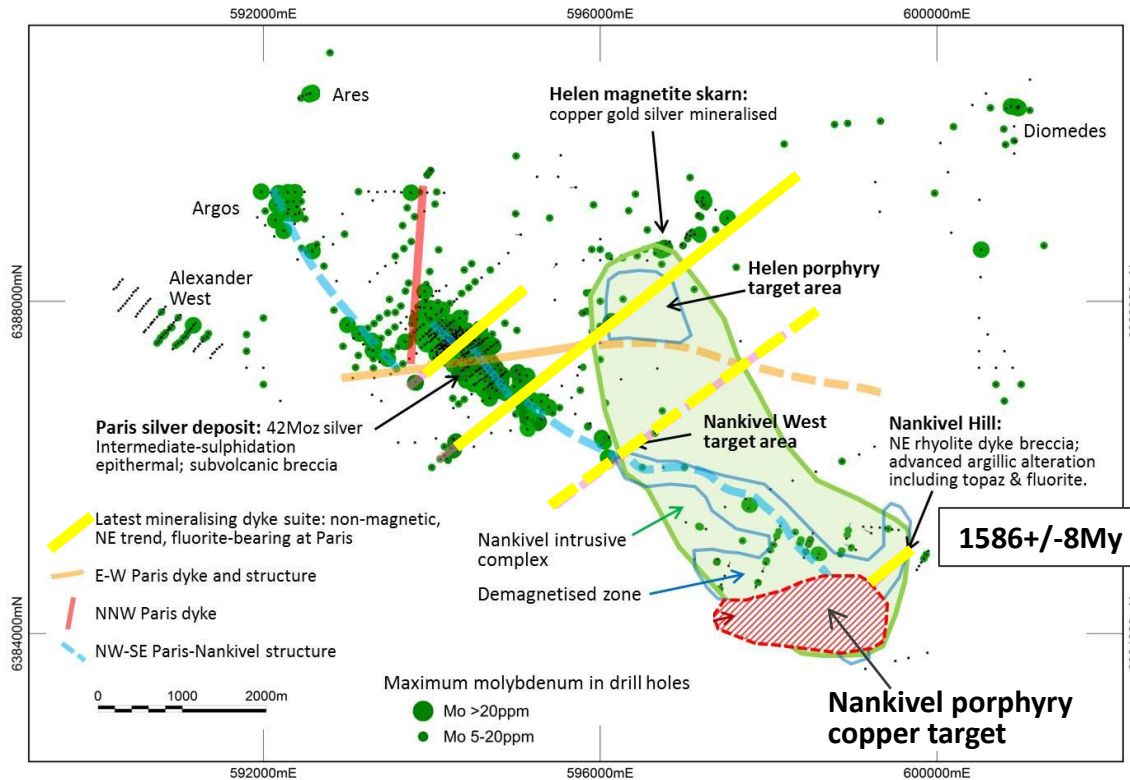 592000mE
596000mE
600000mE
Ares
Helen magnetite skarn:
copper gold silver mineralised
Diomedes
Argos
Alexander
West
6388000mN
Helen porphyry
target area
Paris silver deposit: 42Moz silver
Intermediate-sulphidation
epithermal; subvolcanic breccia
Nankivel West
target area
Nankivel Hill:
NE rhyolite dyke breccia;
advanced argillic alteration
including topaz & fluorite.
Latest mineralising dyke suite: non-magnetic,
NE trend, fluorite-bearing at Paris
Nankivel intrusive
complex
1586+/-8My
E-W Paris dyke and structure
Demagnetised zone
NNW Paris dyke
6384000mN
NW-SE Paris-Nankivel structure
0
1000
2000m
Maximum molybdenum in drill holes
Mo >20ppm
Mo 5-20ppm
Nankivel porphyry
copper target
592000mE
596000mE
600000mE